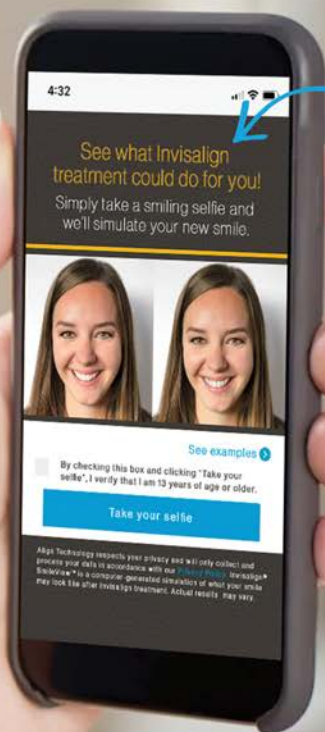 4:32
See what Invisalign
treatment could do for you!
Simply take a smiling selfie and
we'll simulate your new smile.
See examples
By checking this box and clicking "Take your
selfie", I verify that I am 13 years of age or older.
Take your selfie
Align Technology respects your privacy and will only collect and
process your data in accordance with our Privacy Policy. Invisalign®
SmileView™ is a computer-generated simulation of what your smile
may look like after Invisalign treatment. Actual results may vary.